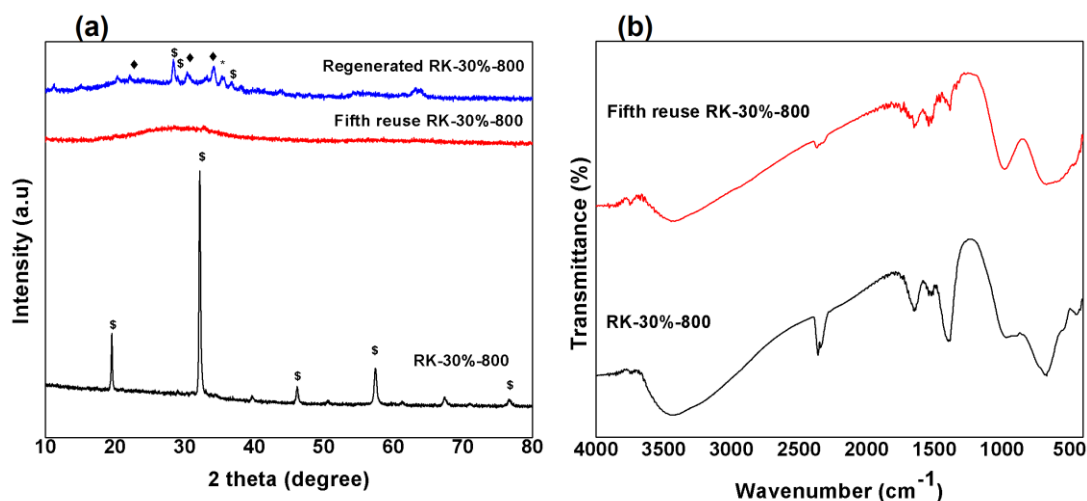 (a)
$
♦
♦
♦
$
*
$
Regenerated RK-30%-800
Fifth reuse RK-30%-800
$
$
$
$
$
RK-30%-800
Intensity (a.u)
10 20 30 40 50 60 70 80
2 theta (degree)
(b)
Fifth reuse RK-30%-800
RK-30%-800
Transmittance (%)
4000 3500 3000 2500 2000 1500 1000 500
Wavenumber (cm⁻¹)